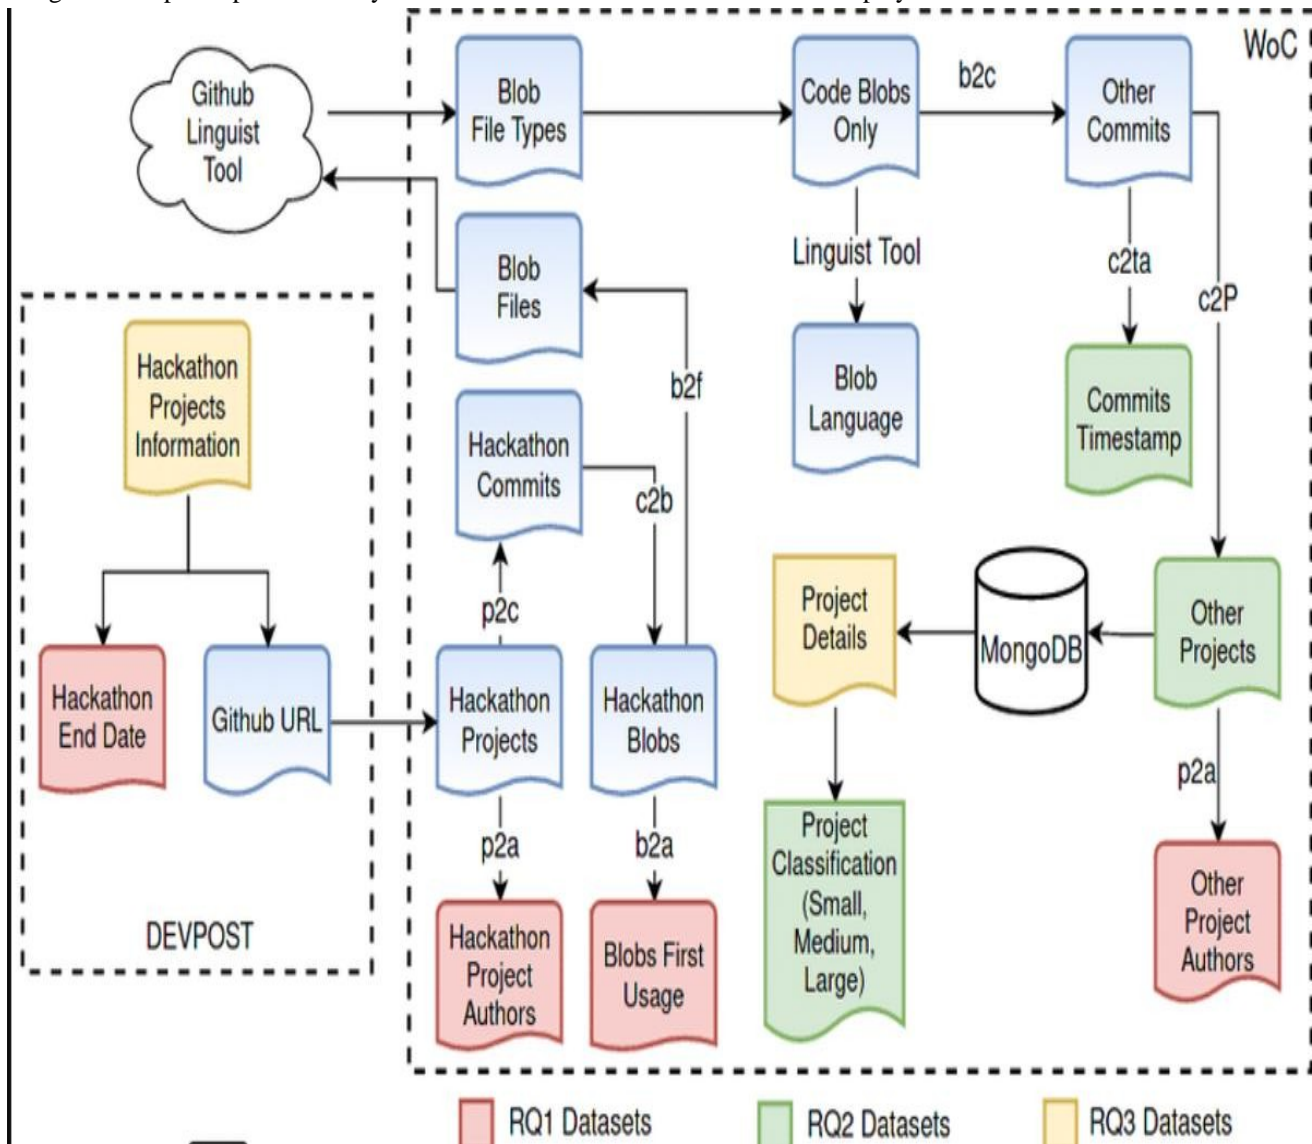 WoC
Github
Linguist
Tool
Blob
File Types
Code Blobs
Only
b2c
Other
Commits
Blob
Files
Linguist Tool
c2ta
c2P
Hackathon
Projects
Information
b2f
Blob
Language
Commits
Timestamp
Hackathon
Commits
c2b
p2c
Project
Details
MongoDB
Other
Projects
Hackathon
End Date
Github URL
Hackathon
Projects
Hackathon
Blobs
p2a
b2a
p2a
Project
Classification
(Small,
Medium,
Large)
DEVPOST
Hackathon
Project
Authors
Blobs First
Usage
Other
Project
Authors
RQ1 Datasets
RQ2 Datasets
RQ3 Datasets